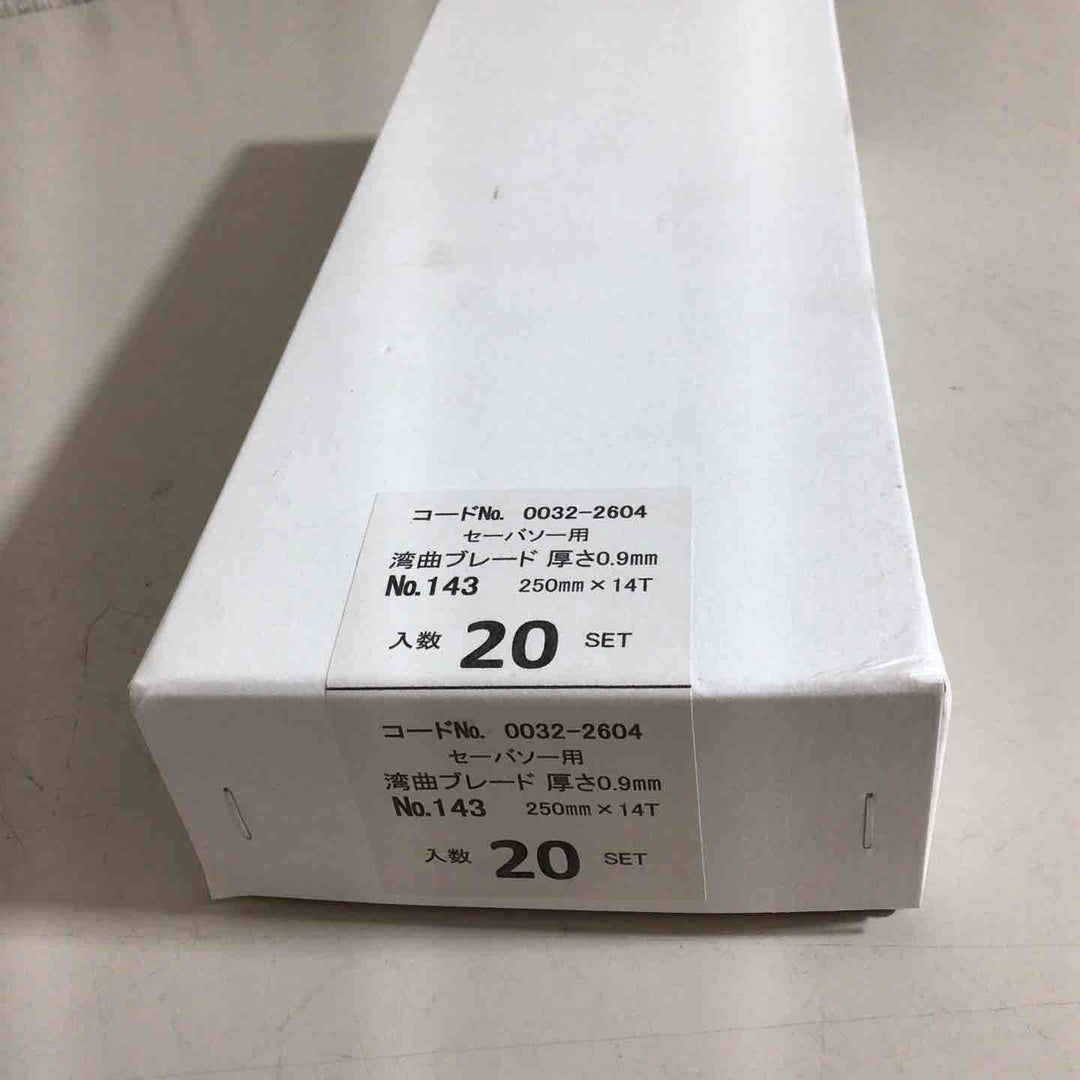 コードNo. 0032-2604
セーバソー用
湾曲ブレード 厚さ0.9mm
No.143 250mm×14T
入数 20 SET
コードNo. 0032-2604
セーバソー用
湾曲ブレード 厚さ0.9mm
No.143 250mm×14T
入数 20 SET